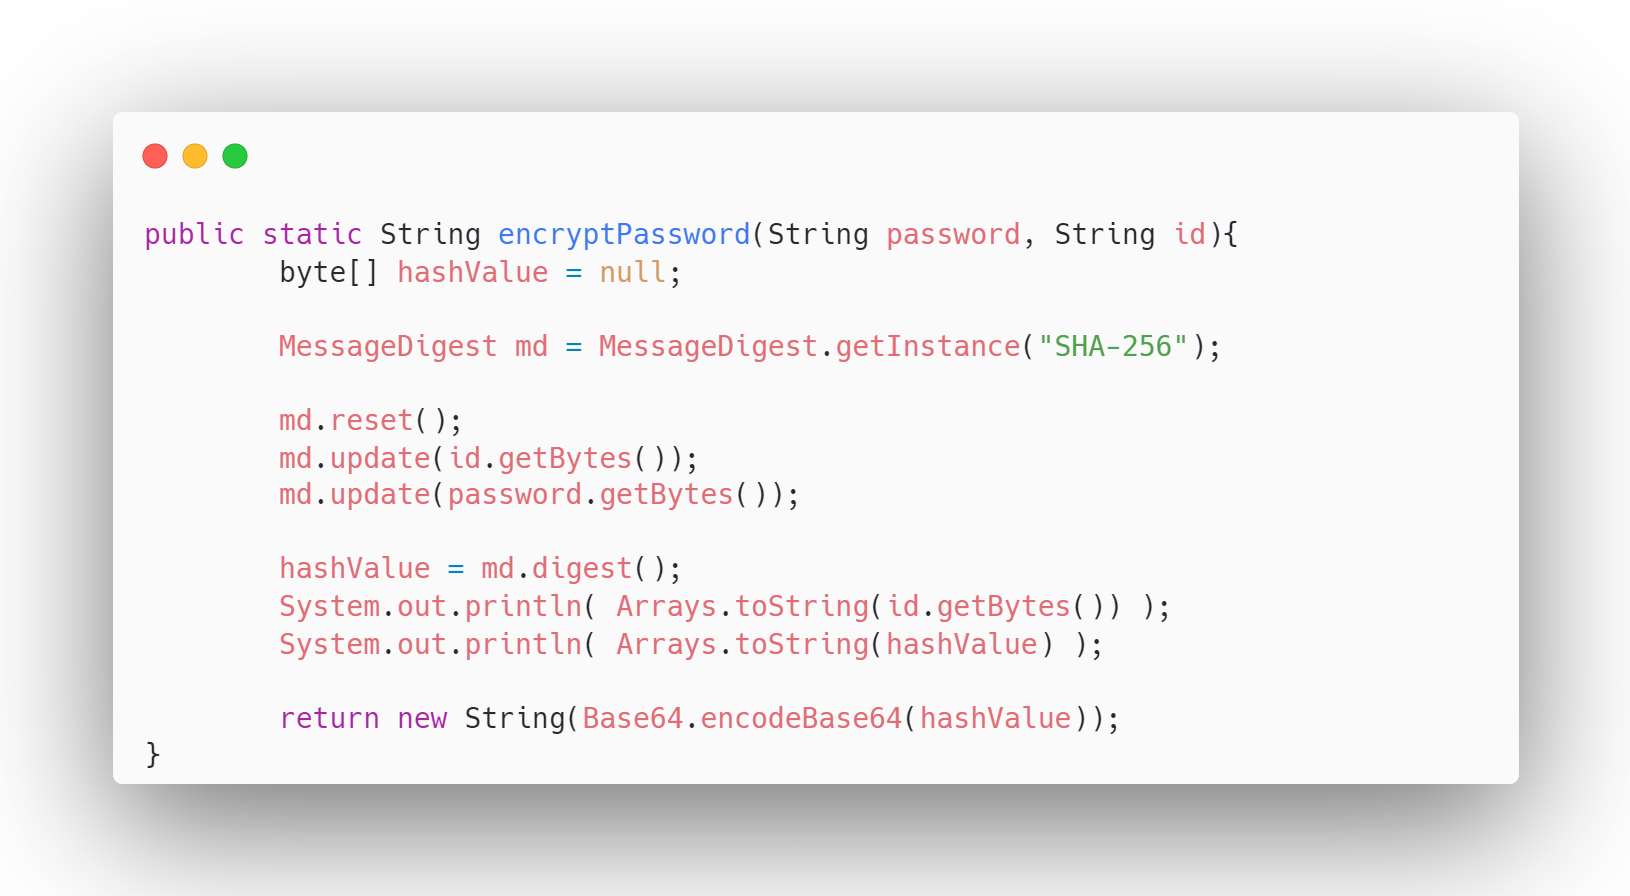 public static String encryptPassword(String password, String id){
        byte[] hashValue = null;

        MessageDigest md = MessageDigest.getInstance("SHA-256");

        md.reset();
        md.update(id.getBytes());
        md.update(password.getBytes());

        hashValue = md.digest();
        System.out.println( Arrays.toString(id.getBytes()) );
        System.out.println( Arrays.toString(hashValue) );

        return new String(Base64.encodeBase64(hashValue));
}